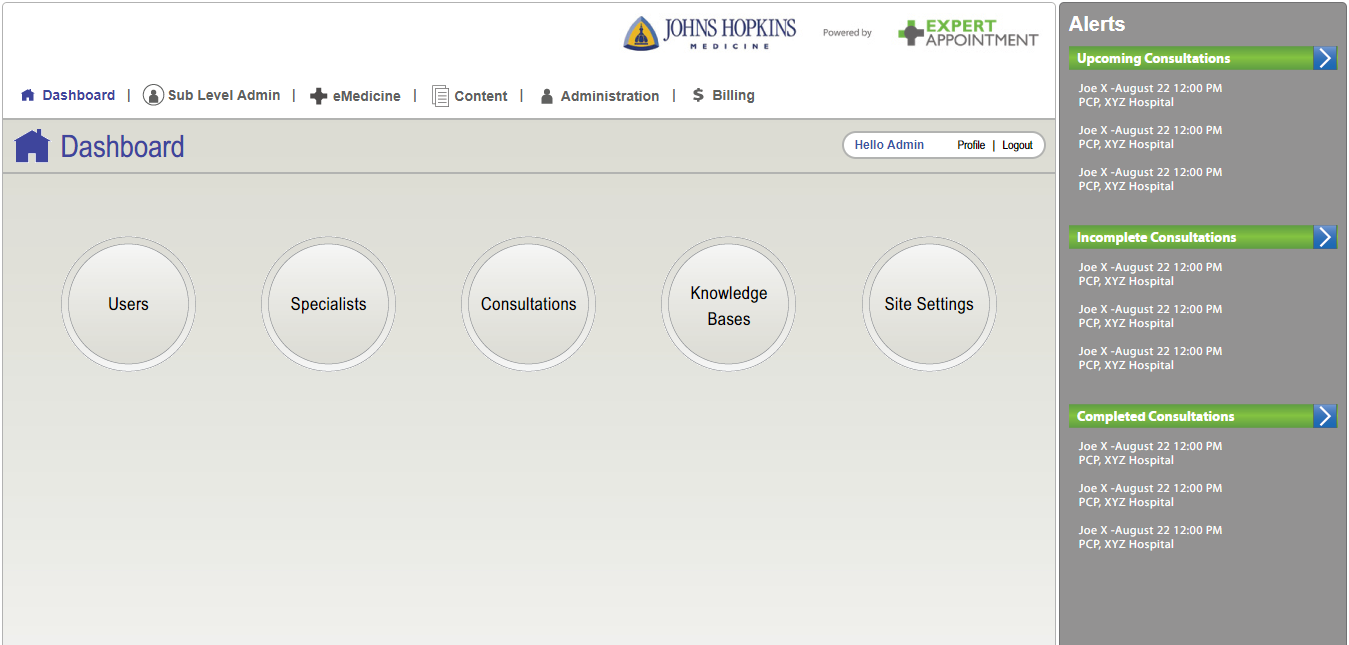 JOHNS HOPKINS
MEDICINE
Powered by
EXPERT
APPOINTMENT
Dashboard | Sub Level Admin | eMedicine | Content | Administration | $ Billing
Dashboard
Hello Admin Profile | Logout
Users
Specialists
Consultations
Knowledge
Bases
Site Settings
Alerts
Upcoming Consultations
Joe X -August 22 12:00 PM
PCP, XYZ Hospital
Joe X -August 22 12:00 PM
PCP, XYZ Hospital
Joe X -August 22 12:00 PM
PCP, XYZ Hospital
Incomplete Consultations
Joe X -August 22 12:00 PM
PCP, XYZ Hospital
Joe X -August 22 12:00 PM
PCP, XYZ Hospital
Joe X -August 22 12:00 PM
PCP, XYZ Hospital
Completed Consultations
Joe X -August 22 12:00 PM
PCP, XYZ Hospital
Joe X -August 22 12:00 PM
PCP, XYZ Hospital
Joe X -August 22 12:00 PM
PCP, XYZ Hospital